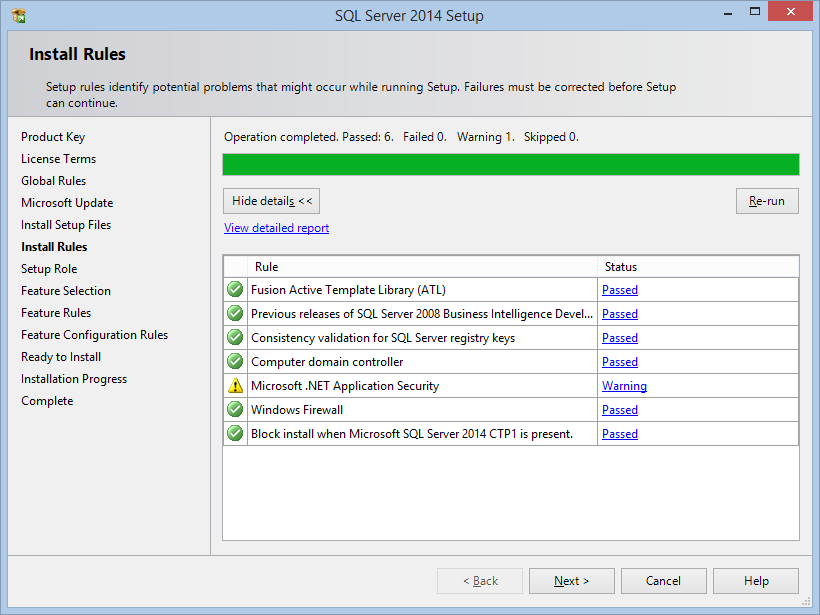 SQL Server 2014 Setup
Install Rules
Setup rules identify potential problems that might occur while running Setup. Failures must be corrected before Setup
can continue.
Product Key
License Terms
Global Rules
Microsoft Update
Install Setup Files
Install Rules
Setup Role
Feature Selection
Feature Rules
Feature Configuration Rules
Ready to Install
Installation Progress
Complete
Operation completed. Passed: 6.   Failed 0.   Warning 1.   Skipped 0.
Hide details <<
Re-run
View detailed report
Rule Status
Fusion Active Template Library (ATL) Passed
Previous releases of SQL Server 2008 Business Intelligence Devel... Passed
Consistency validation for SQL Server registry keys Passed
Computer domain controller Passed
Microsoft .NET Application Security Warning
Windows Firewall Passed
Block install when Microsoft SQL Server 2014 CTP1 is present. Passed
< Back Next > Cancel Help